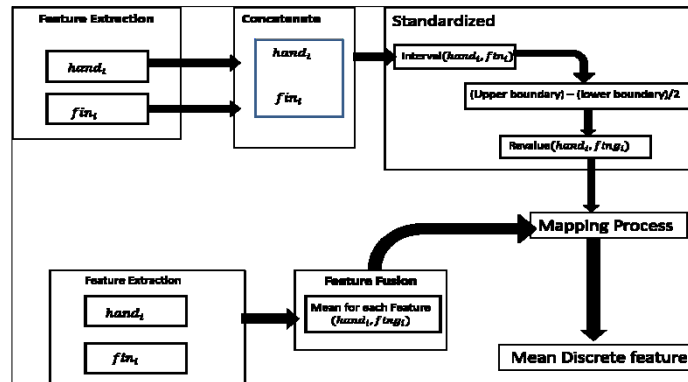 Feature Extraction
hand_i
fin_i
Concatenate
hand_i
fin_i
Standardized
Interval(hand_i, fin_i)
(Upper boundary) – (lower boundary)/2
Revalue(hand_i, fing_i)
Mapping Process
Feature Extraction
hand_i
fin_i
Feature Fusion
Mean for each Feature
(hand_i, fing_i)
Mean Discrete feature